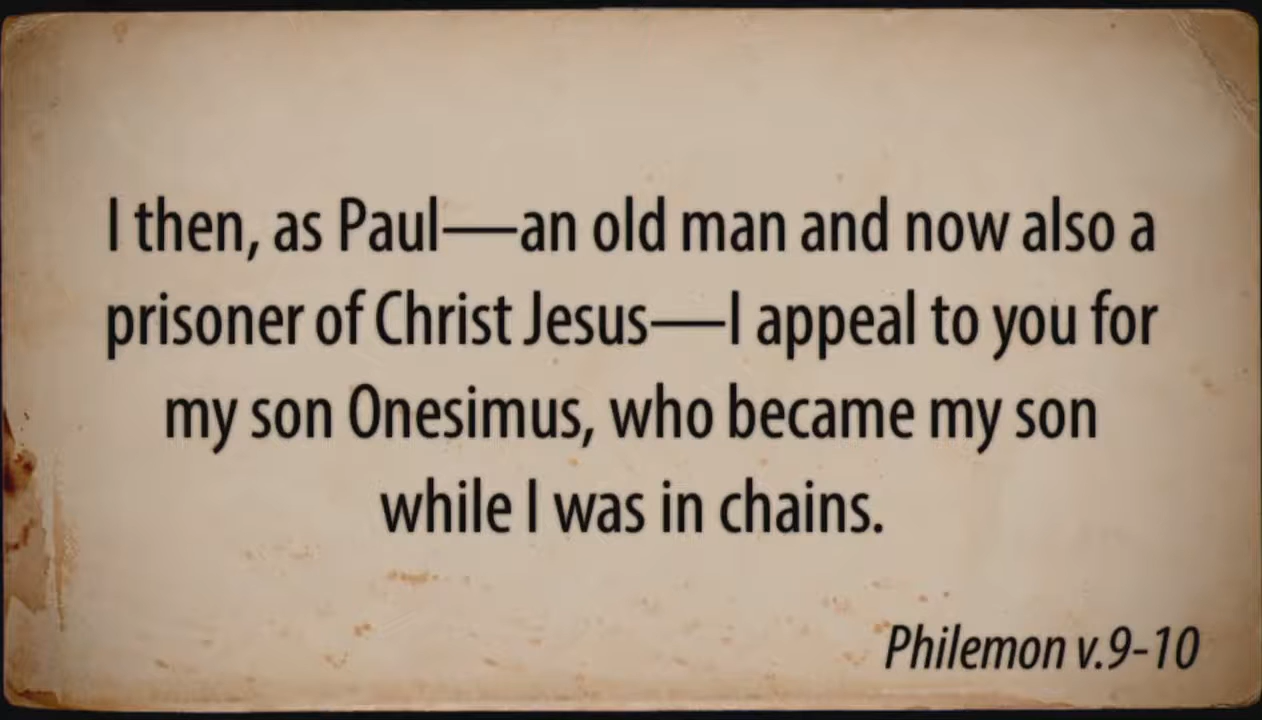 I then, as Paul—an old man and now also a
prisoner of Christ Jesus—I appeal to you for
my son Onesimus, who became my son
while I was in chains.
Philemon v.9-10